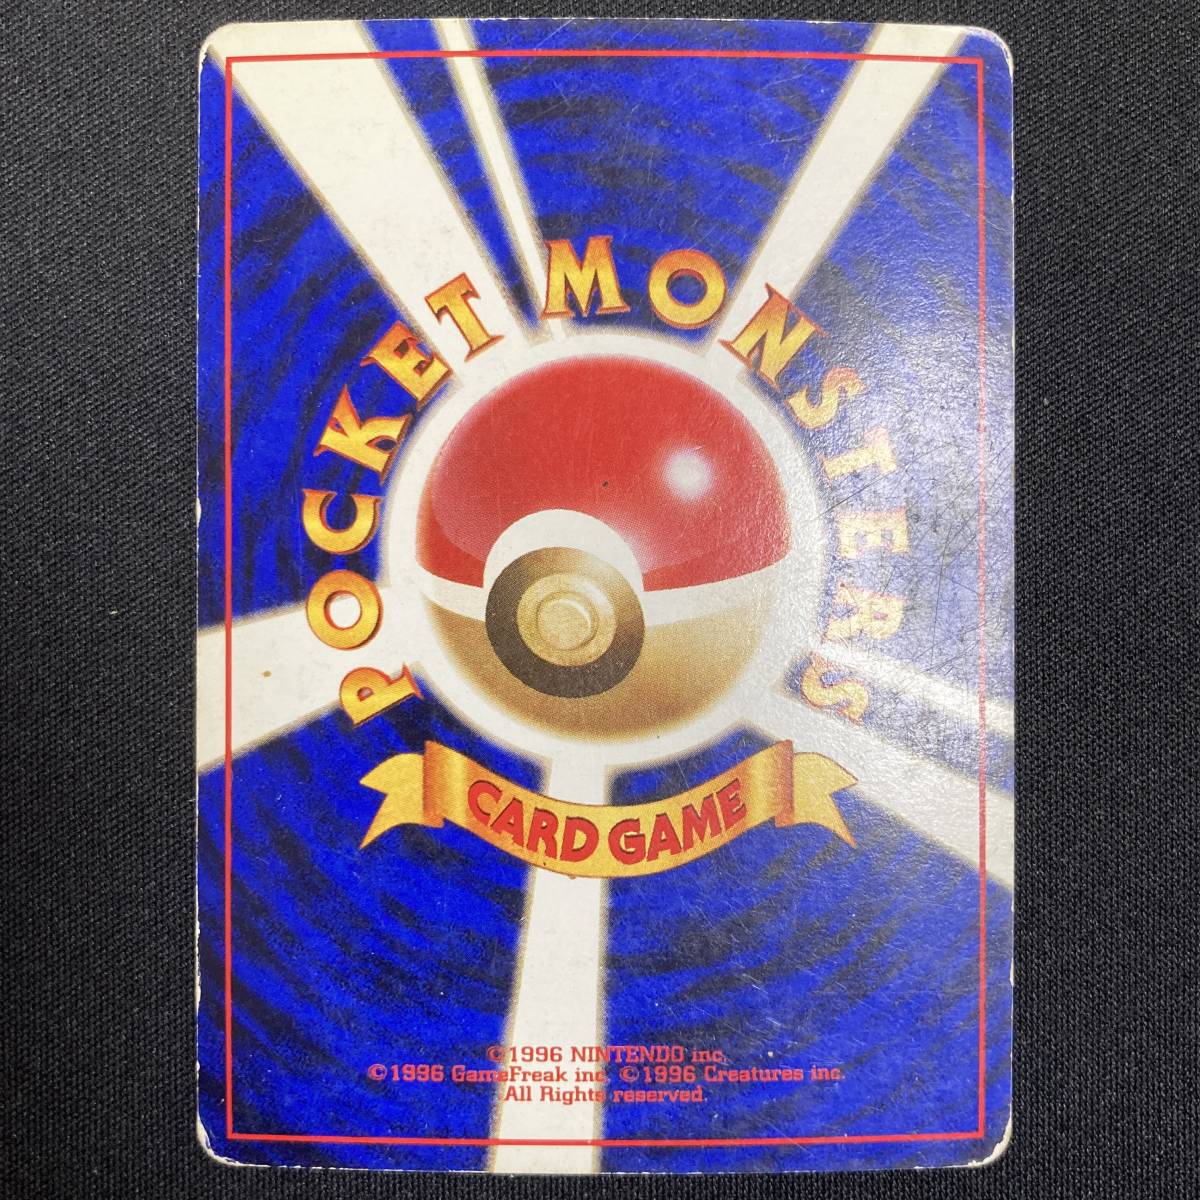 POCKET MONSTERS
CARD GAME
©1996 NINTENDO inc.
©1996 GameFreak inc. ©1996 Creatures inc.
All Rights reserved.